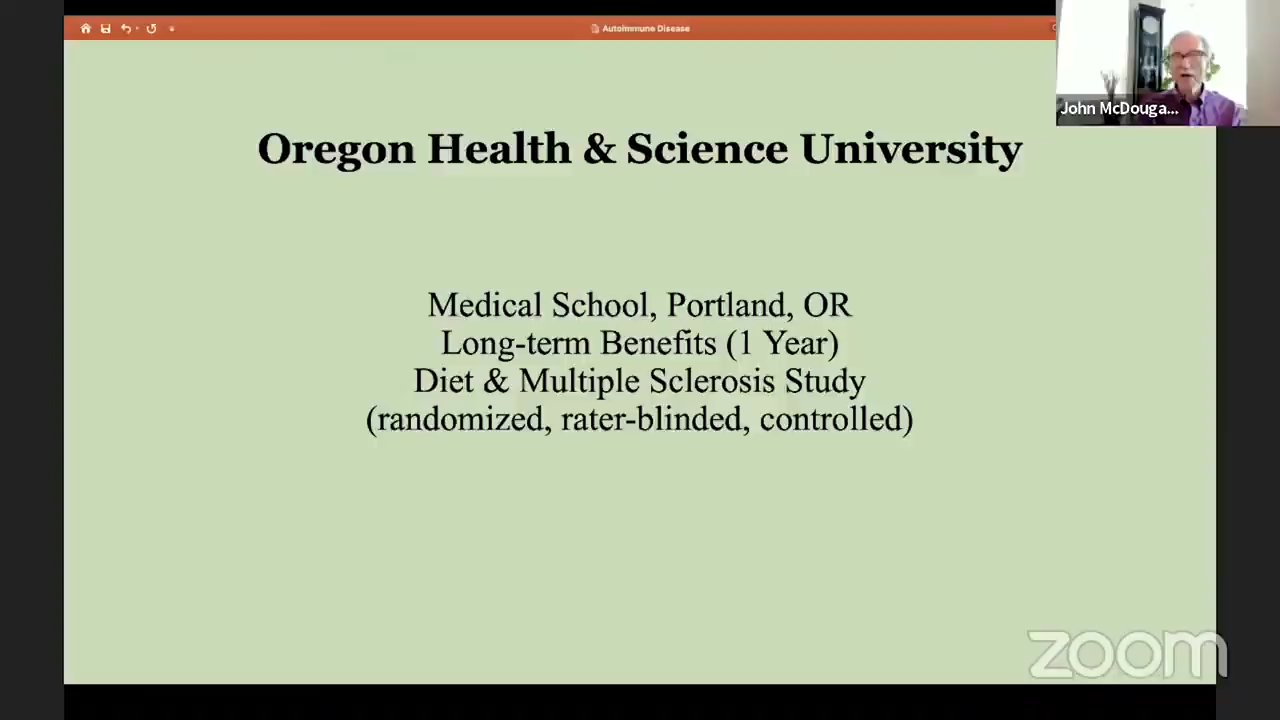 Autoimmune Disease
John McDouga...
Oregon Health & Science University
Medical School, Portland, OR
Long-term Benefits (1 Year)
Diet & Multiple Sclerosis Study
(randomized, rater-blinded, controlled)
zoom